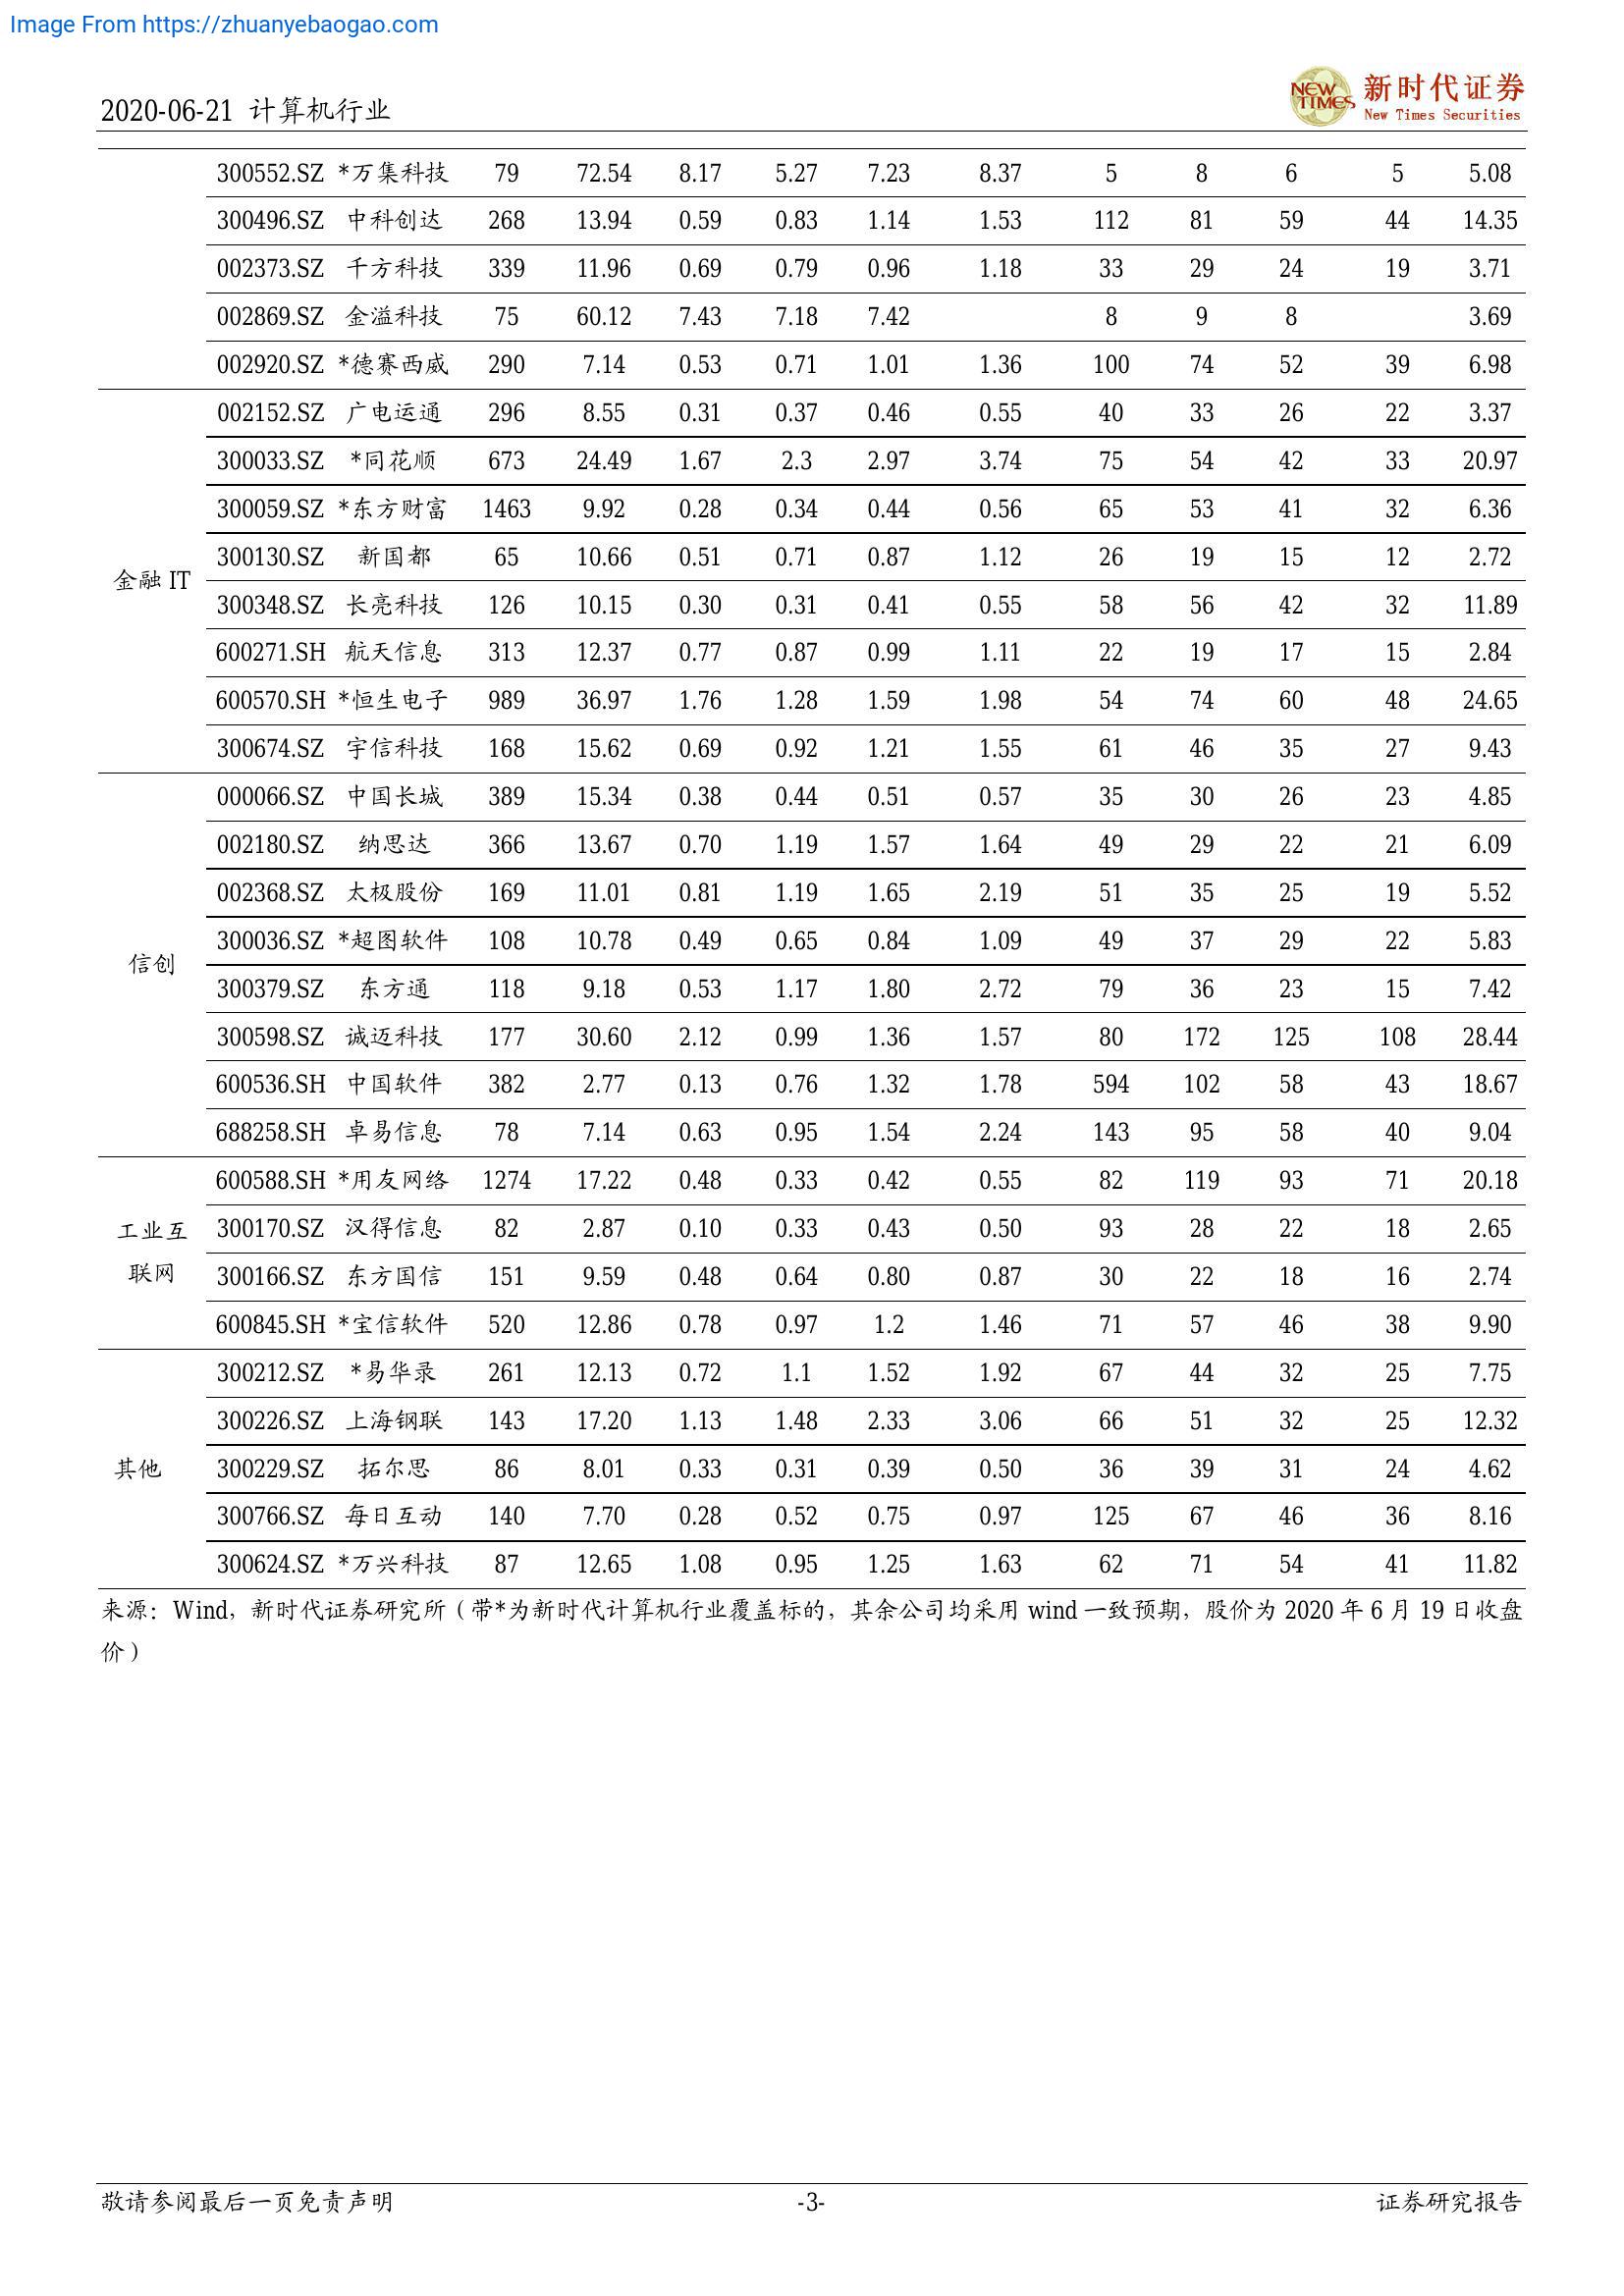 Image From https://zhuanyebaogao.com
2020-06-21 计算机行业
NEW TIMES 新时代证券
New Times Securities
300552.SZ *万集科技 79 72.54 8.17 5.27 7.23 8.37 5 8 6 5 5.08
300496.SZ 中科创达 268 13.94 0.59 0.83 1.14 1.53 112 81 59 44 14.35
002373.SZ 千方科技 339 11.96 0.69 0.79 0.96 1.18 33 29 24 19 3.71
002869.SZ 金溢科技 75 60.12 7.43 7.18 7.42 8 9 8 3.69
002920.SZ *德赛西威 290 7.14 0.53 0.71 1.01 1.36 100 74 52 39 6.98
002152.SZ 广电运通 296 8.55 0.31 0.37 0.46 0.55 40 33 26 22 3.37
300033.SZ *同花顺 673 24.49 1.67 2.3 2.97 3.74 75 54 42 33 20.97
300059.SZ *东方财富 1463 9.92 0.28 0.34 0.44 0.56 65 53 41 32 6.36
300130.SZ 新国都 65 10.66 0.51 0.71 0.87 1.12 26 19 15 12 2.72
金融 IT
300348.SZ 长亮科技 126 10.15 0.30 0.31 0.41 0.55 58 56 42 32 11.89
600271.SH 航天信息 313 12.37 0.77 0.87 0.99 1.11 22 19 17 15 2.84
600570.SH *恒生电子 989 36.97 1.76 1.28 1.59 1.98 54 74 60 48 24.65
300674.SZ 宇信科技 168 15.62 0.69 0.92 1.21 1.55 61 46 35 27 9.43
000066.SZ 中国长城 389 15.34 0.38 0.44 0.51 0.57 35 30 26 23 4.85
002180.SZ 纳思达 366 13.67 0.70 1.19 1.57 1.64 49 29 22 21 6.09
002368.SZ 太极股份 169 11.01 0.81 1.19 1.65 2.19 51 35 25 19 5.52
300036.SZ *超图软件 108 10.78 0.49 0.65 0.84 1.09 49 37 29 22 5.83
信创
300379.SZ 东方通 118 9.18 0.53 1.17 1.80 2.72 79 36 23 15 7.42
300598.SZ 诚迈科技 177 30.60 2.12 0.99 1.36 1.57 80 172 125 108 28.44
600536.SH 中国软件 382 2.77 0.13 0.76 1.32 1.78 594 102 58 43 18.67
688258.SH 卓易信息 78 7.14 0.63 0.95 1.54 2.24 143 95 58 40 9.04
600588.SH *用友网络 1274 17.22 0.48 0.33 0.42 0.55 82 119 93 71 20.18
工业互 300170.SZ 汉得信息 82 2.87 0.10 0.33 0.43 0.50 93 28 22 18 2.65
联网 300166.SZ 东方国信 151 9.59 0.48 0.64 0.80 0.87 30 22 18 16 2.74
600845.SH *宝信软件 520 12.86 0.78 0.97 1.2 1.46 71 57 46 38 9.90
300212.SZ *易华录 261 12.13 0.72 1.1 1.52 1.92 67 44 32 25 7.75
300226.SZ 上海钢联 143 17.20 1.13 1.48 2.33 3.06 66 51 32 25 12.32
其他 300229.SZ 拓尔思 86 8.01 0.33 0.31 0.39 0.50 36 39 31 24 4.62
300766.SZ 每日互动 140 7.70 0.28 0.52 0.75 0.97 125 67 46 36 8.16
300624.SZ *万兴科技 87 12.65 1.08 0.95 1.25 1.63 62 71 54 41 11.82
来源：Wind，新时代证券研究所（带*为新时代计算机行业覆盖标的，其余公司均采用 wind 一致预期，股价为 2020 年 6 月 19 日收盘
价）
敬请参阅最后一页免责声明 -3- 证券研究报告